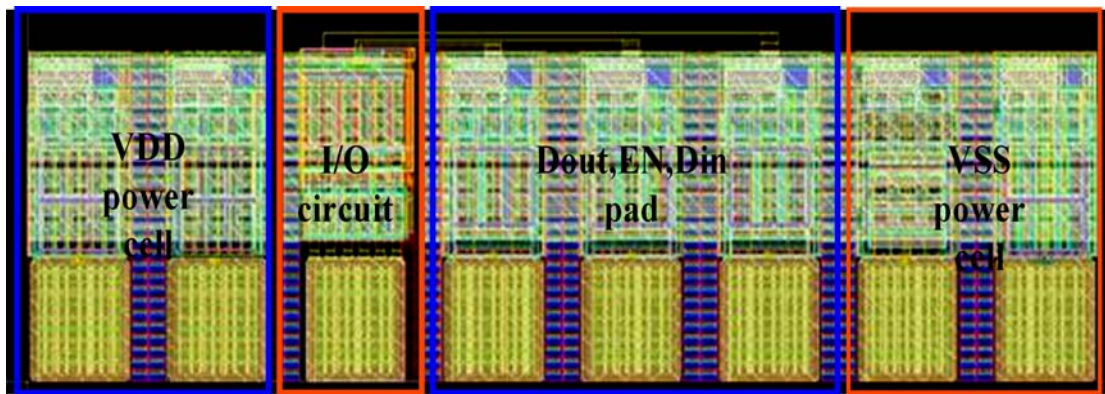 VDD
power
cell
I/O
circuit
Dout,EN,Din
pad
VSS
power
cell